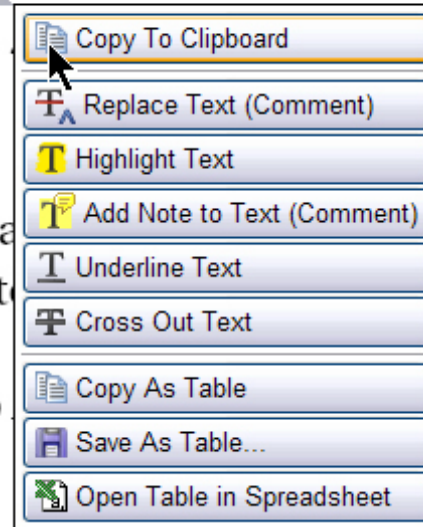 Copy To Clipboard
Replace Text (Comment)
Highlight Text
Add Note to Text (Comment)
Underline Text
Cross Out Text
Copy As Table
Save As Table...
Open Table in Spreadsheet